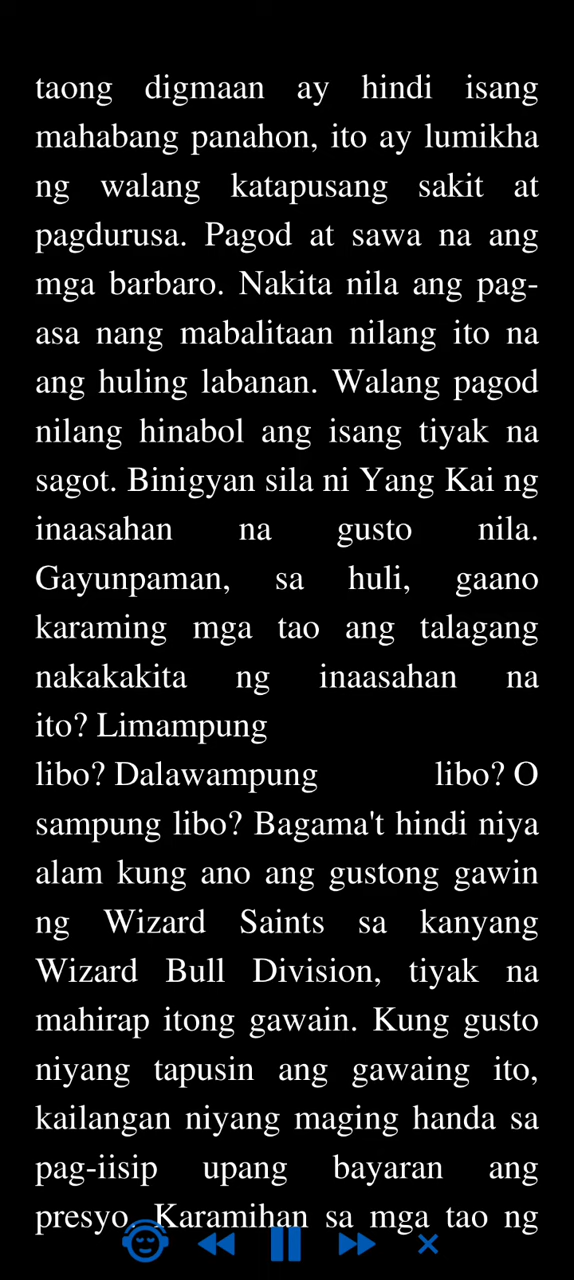 taong digmaan ay hindi isang
mahabang panahon, ito ay lumikha
ng walang katapusang sakit at
pagdurusa. Pagod at sawa na ang
mga barbaro. Nakita nila ang pag-
asa nang mabalitaan nilang ito na
ang huling labanan. Walang pagod
nilang hinabol ang isang tiyak na
sagot. Binigyan sila ni Yang Kai ng
inaasahan na gusto nila.
Gayunpaman, sa huli, gaano
karaming mga tao ang talagang
nakakakita ng inaasahan na
ito? Limampung
libo? Dalawampung libo? O
sampung libo? Bagama't hindi niya
alam kung ano ang gustong gawin
ng Wizard Saints sa kanyang
Wizard Bull Division, tiyak na
mahirap itong gawain. Kung gusto
niyang tapusin ang gawaing ito,
kailangan niyang maging handa sa
pag-iisip upang bayaran ang
presyo. Karamihan sa mga tao ng